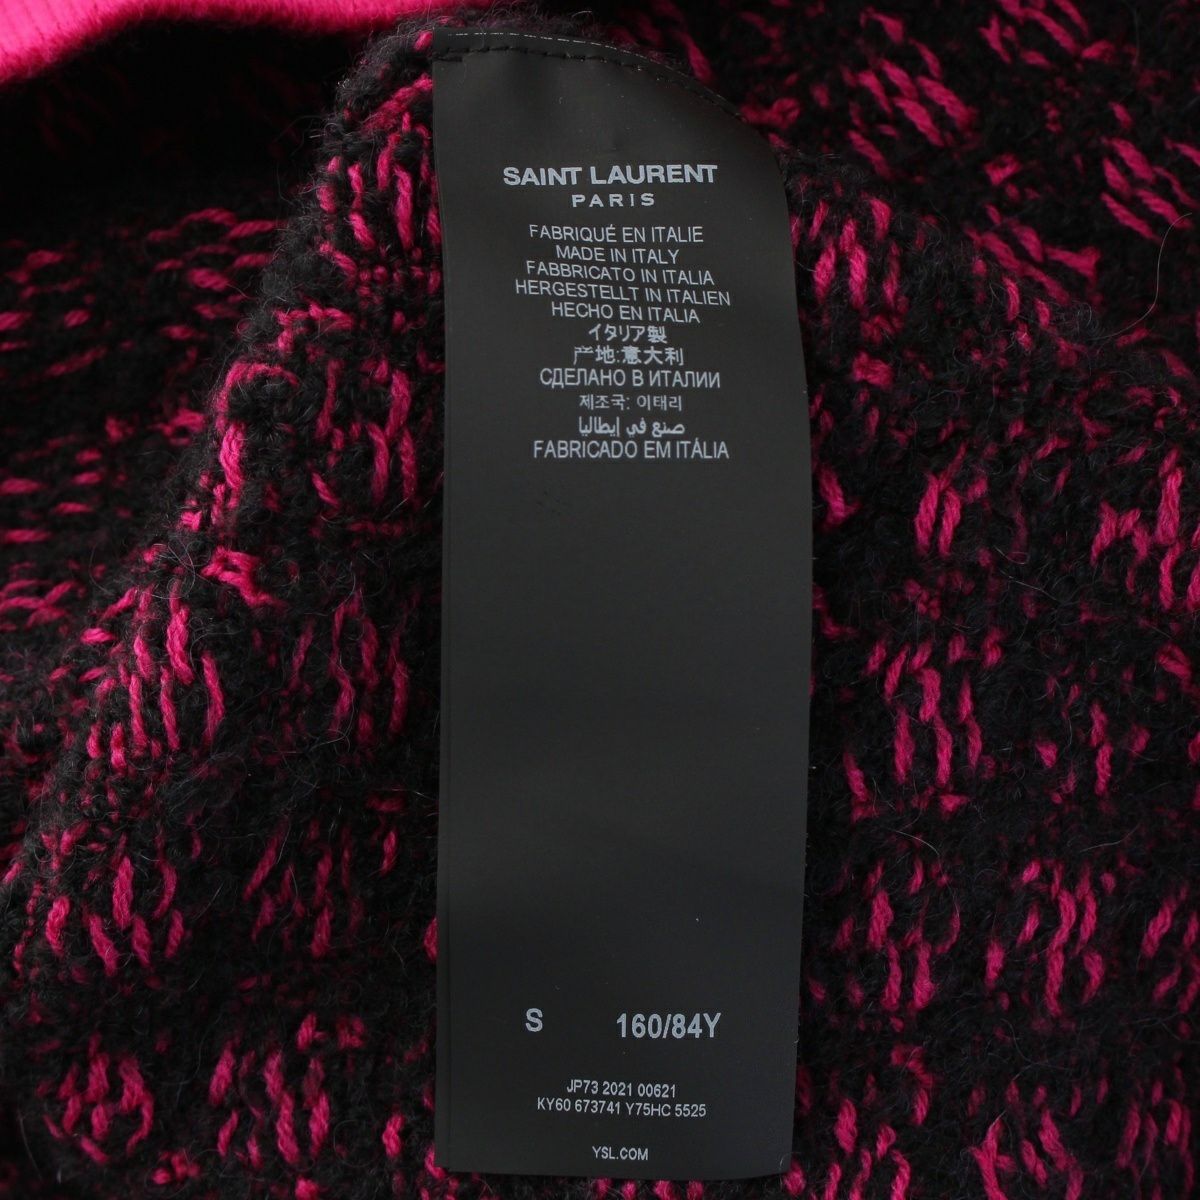 SAINT LAURENT
PARIS
FABRIQUÉ EN ITALIE
MADE IN ITALY
FABBRICATO IN ITALIA
HERGESTELLT IN ITALIEN
HECHO EN ITALIA
イタリア製
产地:意大利
СДЕЛАНО В ИТАЛИИ
제조국: 이태리
صنع في إيطاليا
FABRICADO EM ITÁLIA
S 160/84Y
JP73 2021 00621
KY60 673741 Y75HC 5525
YSL.COM